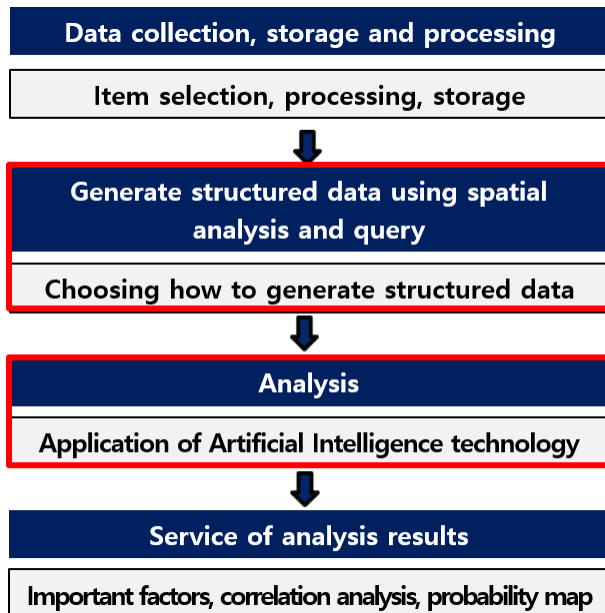 Data collection, storage and processing
Item selection, processing, storage
Generate structured data using spatial
analysis and query
Choosing how to generate structured data
Analysis
Application of Artificial Intelligence technology
Service of analysis results
Important factors, correlation analysis, probability map